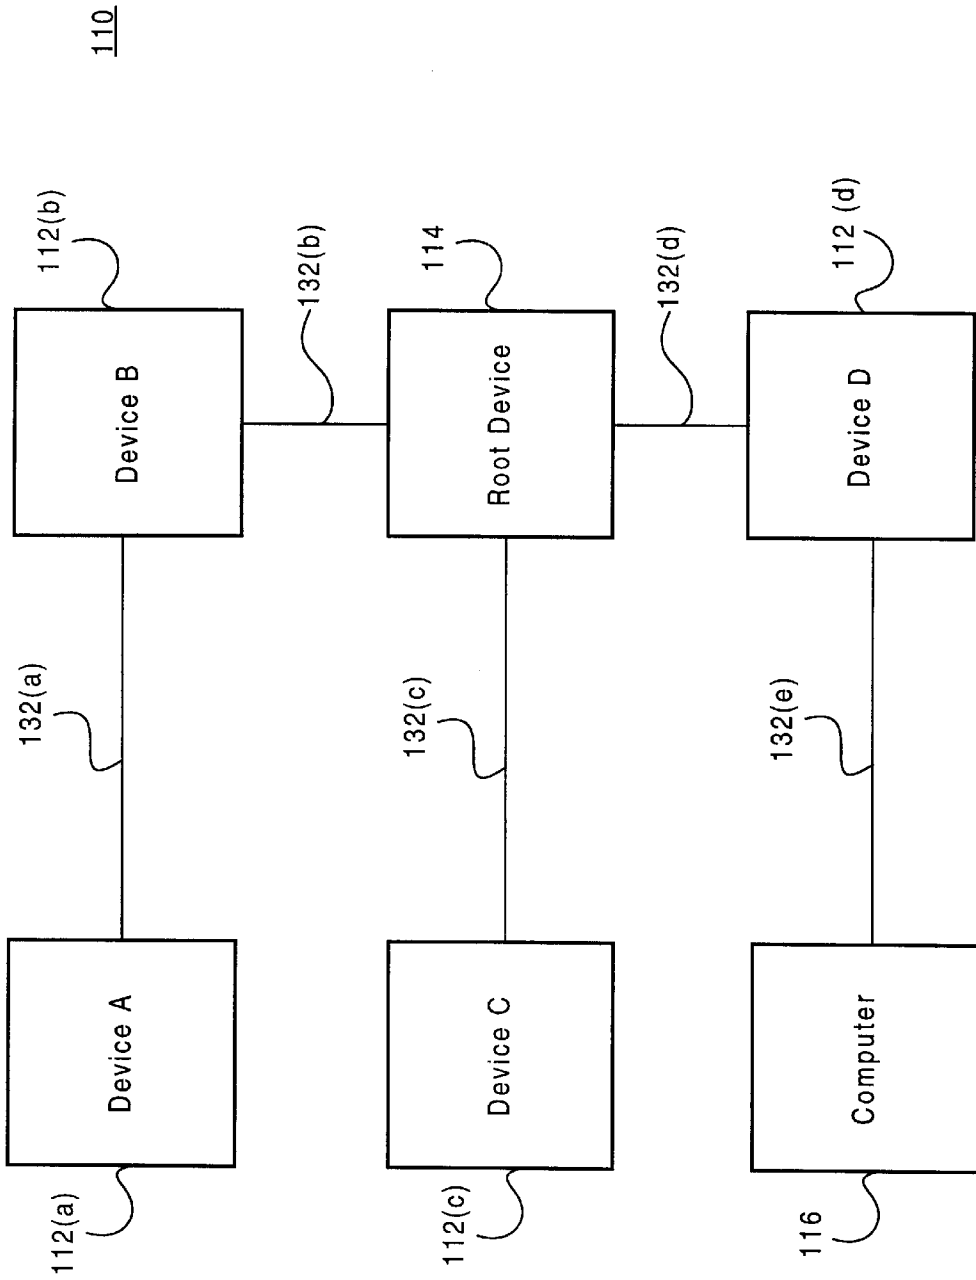 110
112(a)
Device A
132(a)
Device B
112(b)
132(b)
112(c)
Device C
132(c)
Root Device
114
132(d)
116
Computer
132(e)
Device D
112 (d)